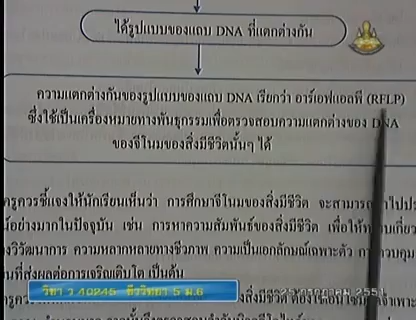 ได้รูปแบบของแถบ DNA ที่แตกต่างกัน
ความแตกต่างกันของรูปแบบของแถบ DNA เรียกว่า อาร์เอฟแอลพี (RFLP)
ซึ่งใช้เป็นเครื่องหมายทางพันธุกรรมเพื่อตรวจสอบความแตกต่างของ DNA
ของจีโนมของสิ่งมีชีวิตนั้นๆ ได้
ครูควรชี้แจงให้นักเรียนเห็นว่า การศึกษาจีโนมของสิ่งมีชีวิต จะสามารถ
อย่างมากในปัจจุบัน เช่น การหาความสัมพันธ์ของสิ่งมีชีวิต เพื่อให้
วิวัฒนาการ ความหลากหลายทางชีวภาพ ความเป็นเอกลักษณ์เฉพาะตัว
ที่ส่งผลต่อการเจริญเติบโต เป็นต้น
วิชา ว 40245 ชีววิทยา 5 ม.6
สิ่งมีชีวิต
2551